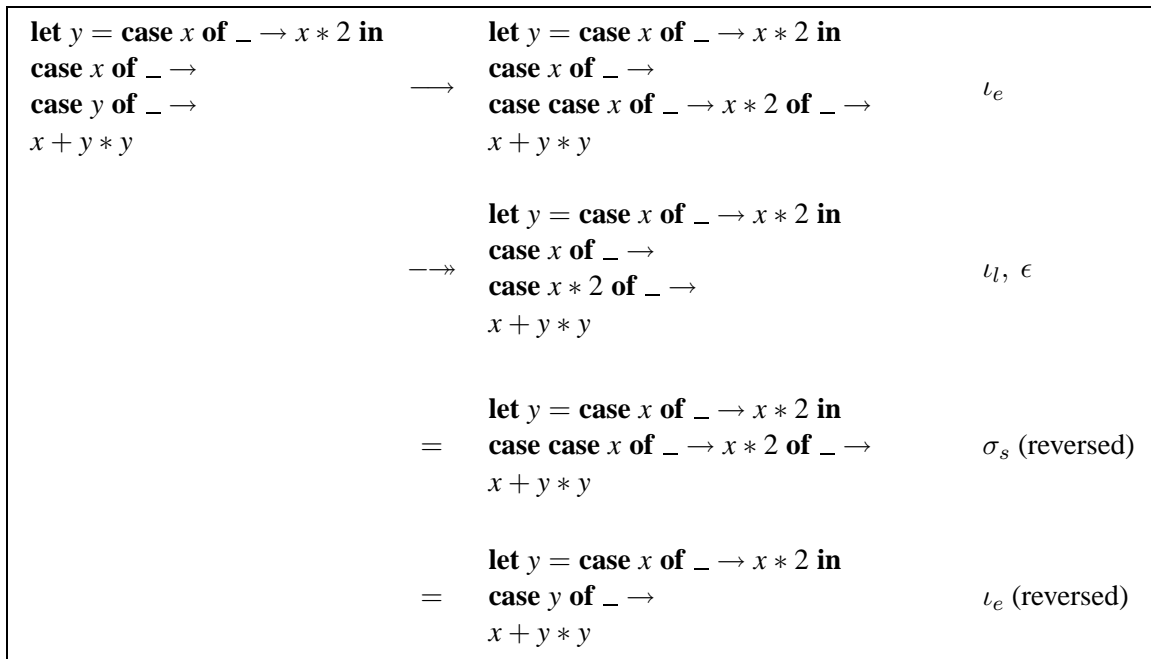 let y = case x of _ → x ∗ 2 in
case x of _ →
case y of _ →
x + y ∗ y
⟶
let y = case x of _ → x ∗ 2 in
case x of _ →
case case x of _ → x ∗ 2 of _ →
x + y ∗ y
ι_e
⤏⤏
let y = case x of _ → x ∗ 2 in
case x of _ →
case x ∗ 2 of _ →
x + y ∗ y
ι_l, ϵ
=
let y = case x of _ → x ∗ 2 in
case case x of _ → x ∗ 2 of _ →
x + y ∗ y
σ_s (reversed)
=
let y = case x of _ → x ∗ 2 in
case y of _ →
x + y ∗ y
ι_e (reversed)